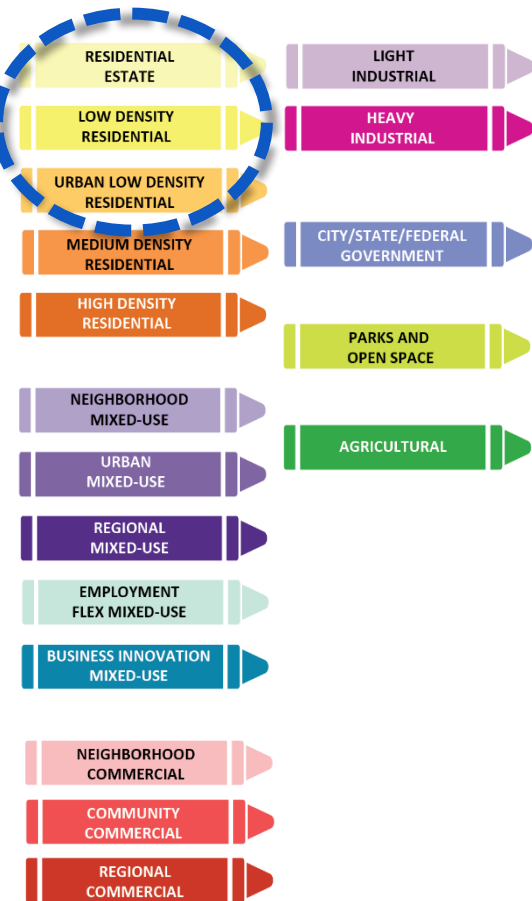 RESIDENTIAL
ESTATE
LOW DENSITY
RESIDENTIAL
URBAN LOW DENSITY
RESIDENTIAL
MEDIUM DENSITY
RESIDENTIAL
HIGH DENSITY
RESIDENTIAL
NEIGHBORHOOD
MIXED-USE
URBAN
MIXED-USE
REGIONAL
MIXED-USE
EMPLOYMENT
FLEX MIXED-USE
BUSINESS INNOVATION
MIXED-USE
NEIGHBORHOOD
COMMERCIAL
COMMUNITY
COMMERCIAL
REGIONAL
COMMERCIAL
LIGHT
INDUSTRIAL
HEAVY
INDUSTRIAL
CITY/STATE/FEDERAL
GOVERNMENT
PARKS AND
OPEN SPACE
AGRICULTURAL